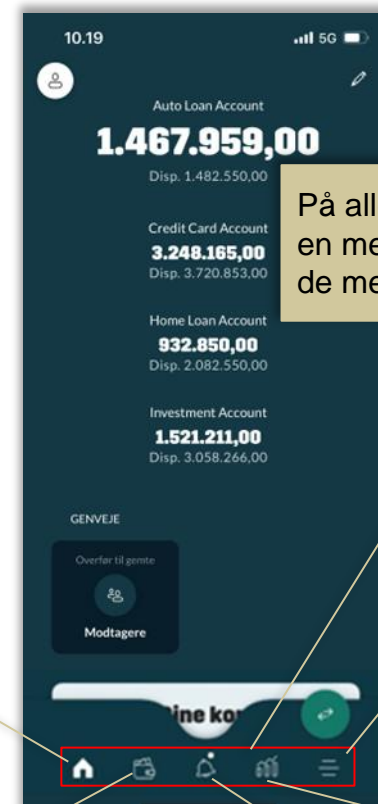 10.19
5G
Auto Loan Account
1.467.959,00
Disp. 1.482.550,00
På
en
de
Credit Card Account
3.248.165,00
Disp. 3.720.853,00
Home Loan Account
932.850,00
Disp. 2.082.550,00
Investment Account
1.521.211,00
Disp. 3.058.266,00
GENVEJE
Overfør til gemte
Modtagere